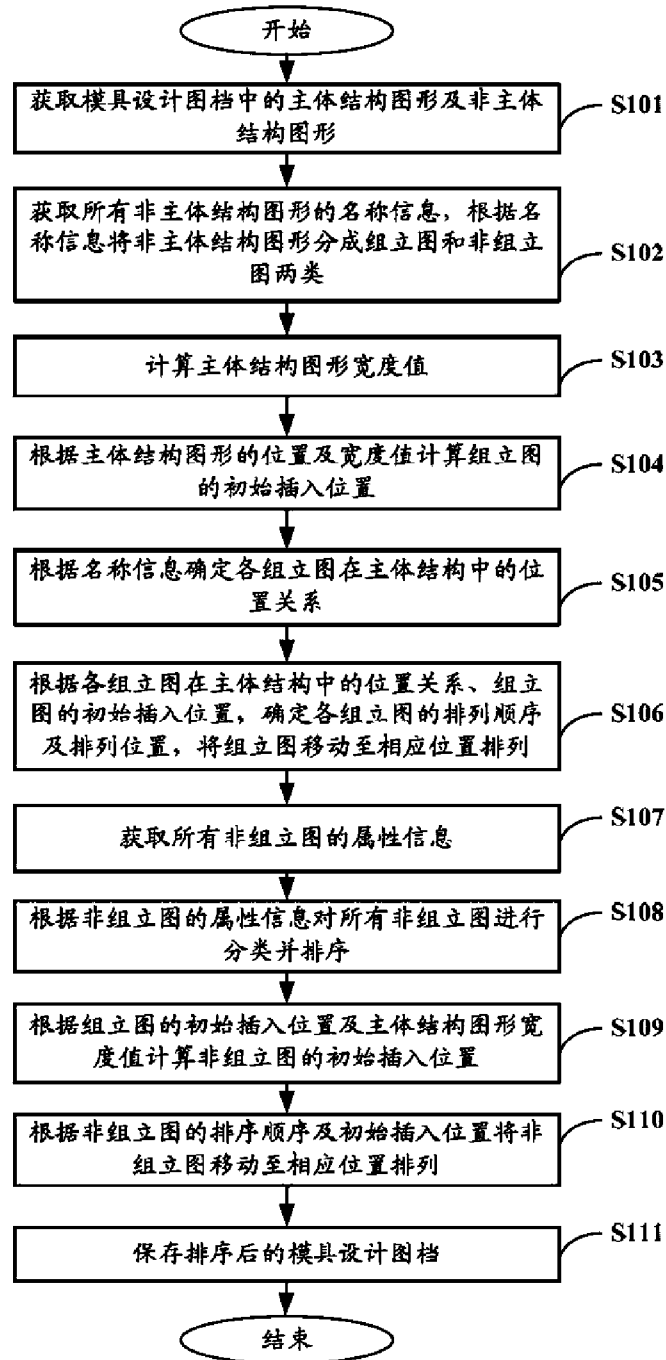 开始
获取模具设计图档中的主体结构图形及非主体
结构图形
S101
获取所有非主体结构图形的名称信息，根据名
称信息将非主体结构图形分成组立图和非组立
图两类
S102
计算主体结构图形宽度值
S103
根据主体结构图形的位置及宽度值计算组立图
的初始插入位置
S104
根据名称信息确定各组立图在主体结构中的位
置关系
S105
根据各组立图在主体结构中的位置关系、组立
图的初始插入位置，确定各组立图的排列顺序
及排列位置，将组立图移动至相应位置排列
S106
获取所有非组立图的属性信息
S107
根据非组立图的属性信息对所有非组立图进行
分类并排序
S108
根据组立图的初始插入位置及主体结构图形宽
度值计算非组立图的初始插入位置
S109
根据非组立图的排序顺序及初始插入位置将非
组立图移动至相应位置排列
S110
保存排序后的模具设计图档
S111
结束